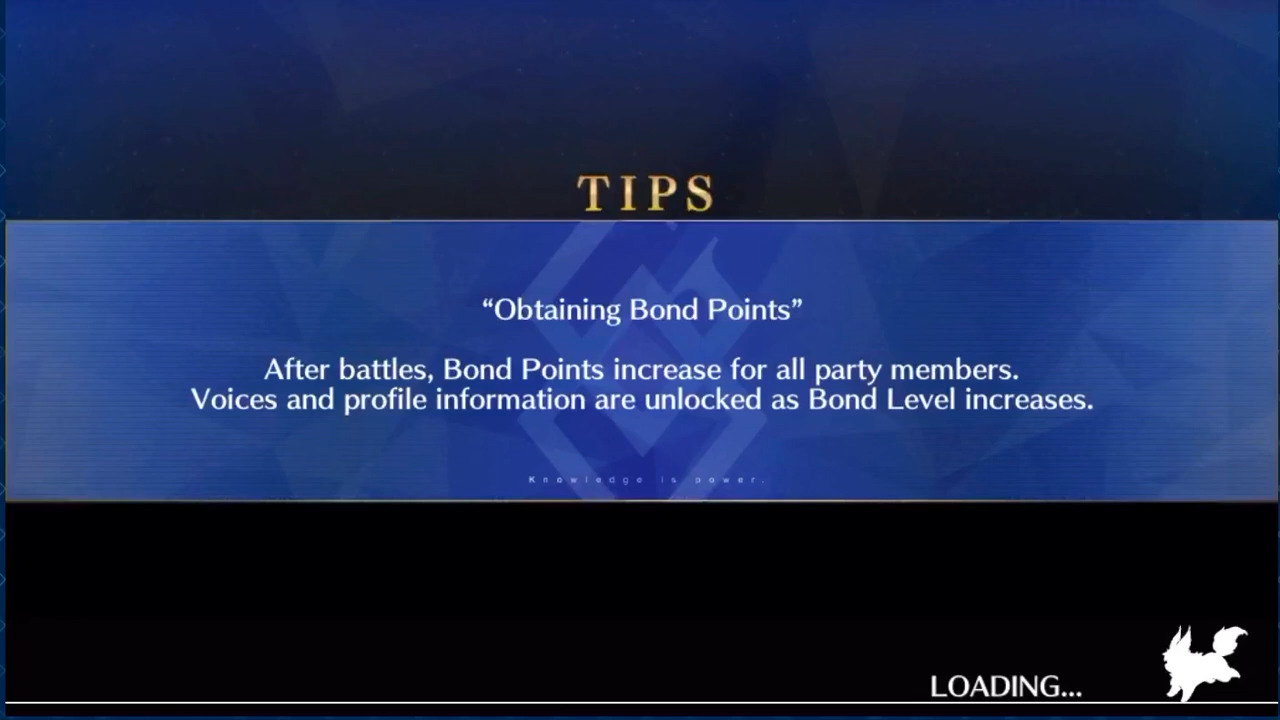 TIPS
“Obtaining Bond Points”
After battles, Bond Points increase for all party members.
Voices and profile information are unlocked as Bond Level increases.
Knowledge is power.
LOADING...